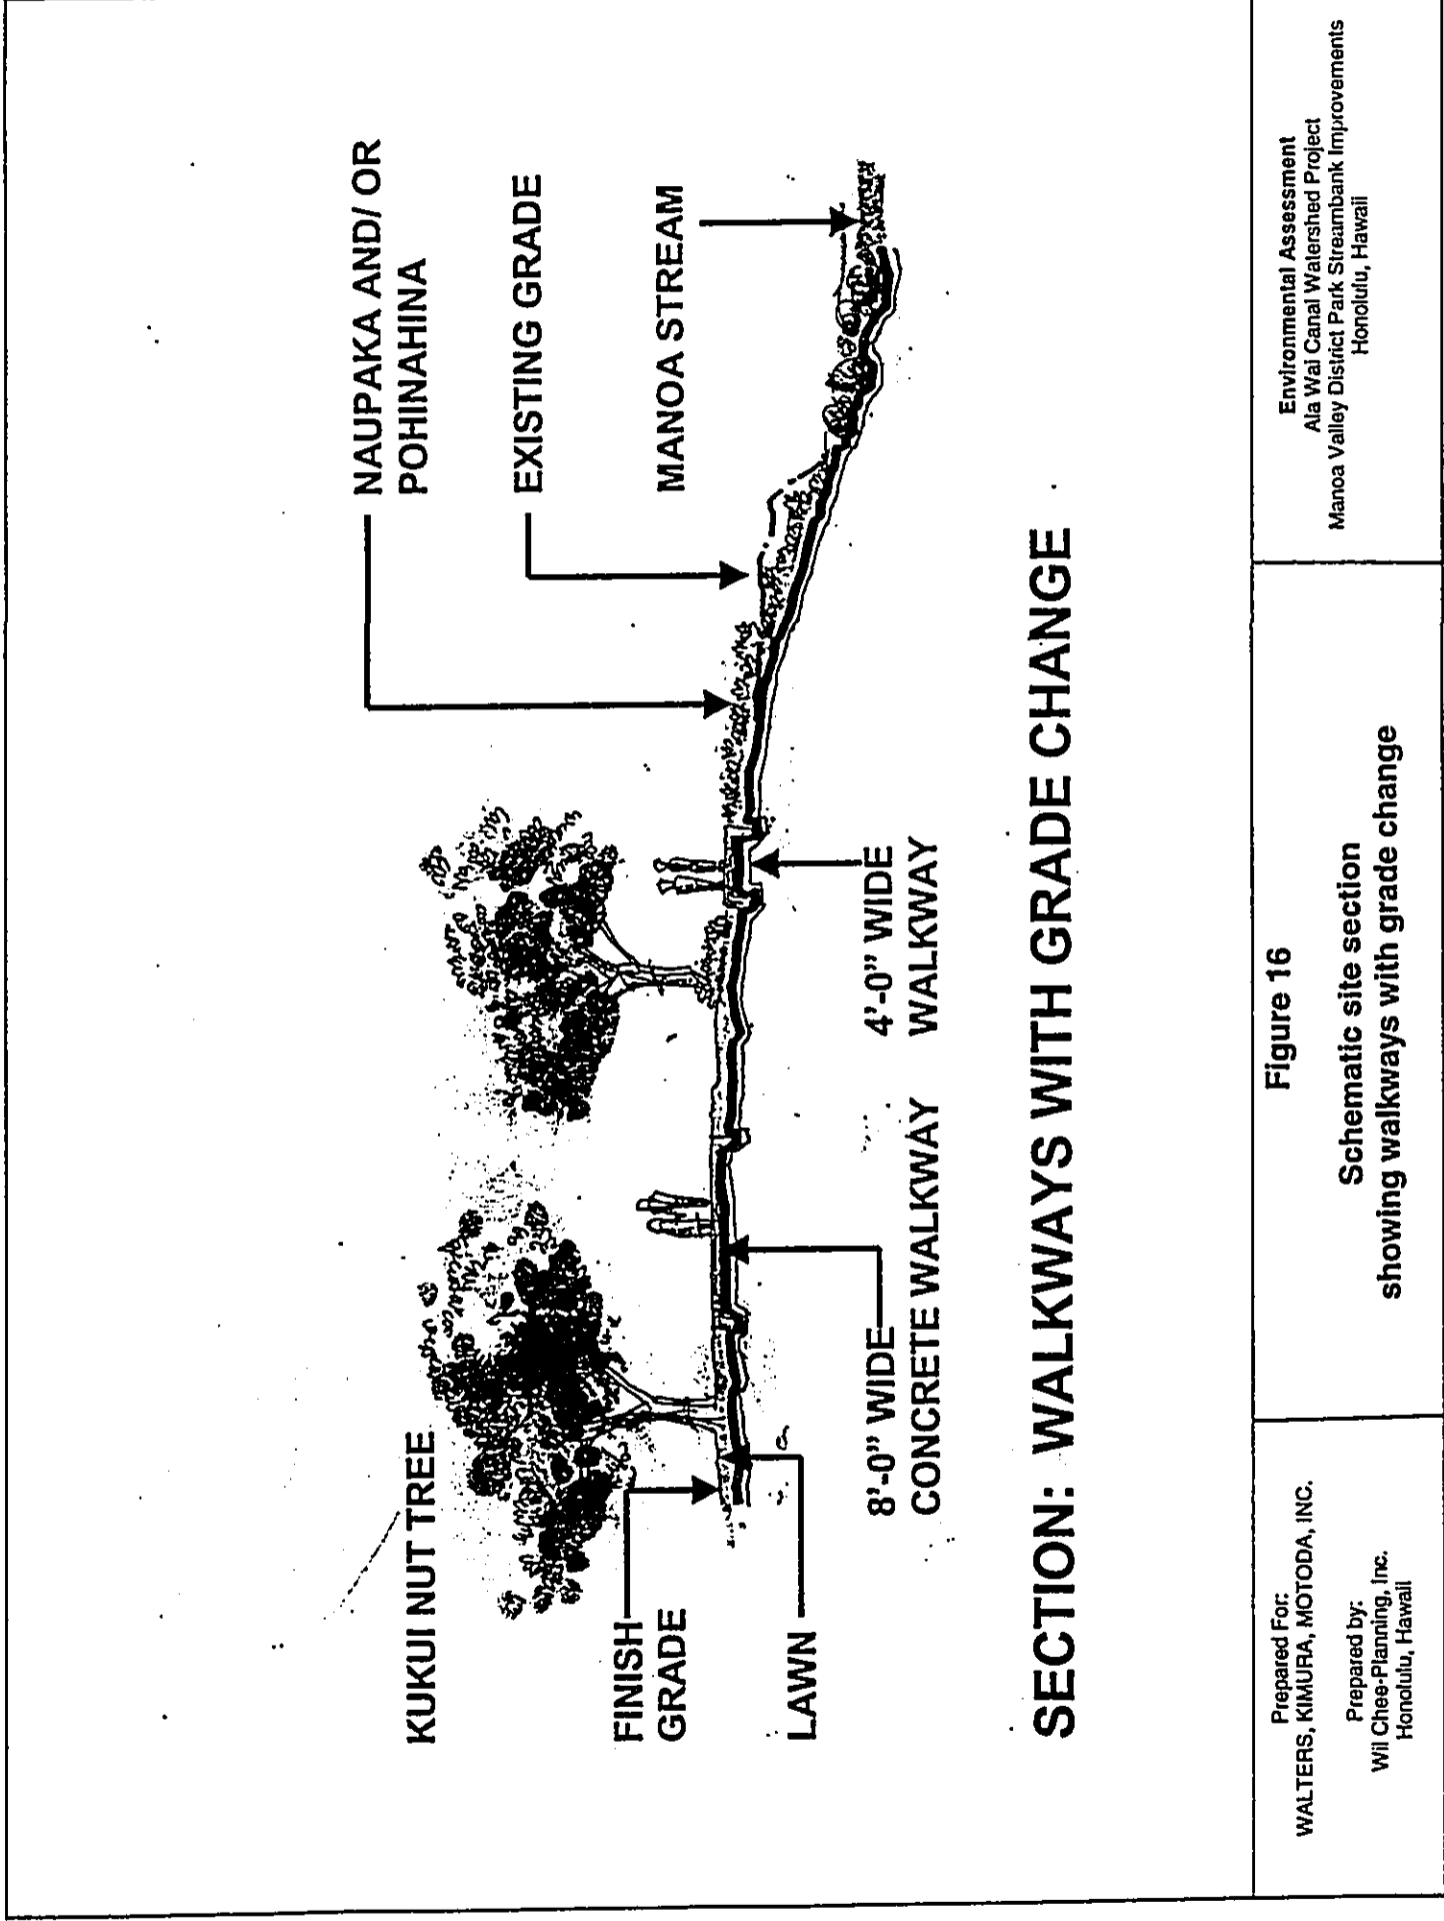 KUKUI NUT TREE
FINISH
GRADE
LAWN
8'-0" WIDE
CONCRETE WALKWAY
4'-0" WIDE
WALKWAY
NAUPAKA AND/ OR
POHINAHINA
EXISTING GRADE
MANOA STREAM
SECTION: WALKWAYS WITH GRADE CHANGE
Prepared For:
WALTERS, KIMURA, MOTODA, INC.
Prepared by:
Wil Chee-Planning, Inc.
Honolulu, Hawaii
Figure 16
Schematic site section
showing walkways with grade change
Environmental Assessment
Ala Wai Canal Watershed Project
Manoa Valley District Park Streambank Improvements
Honolulu, Hawaii